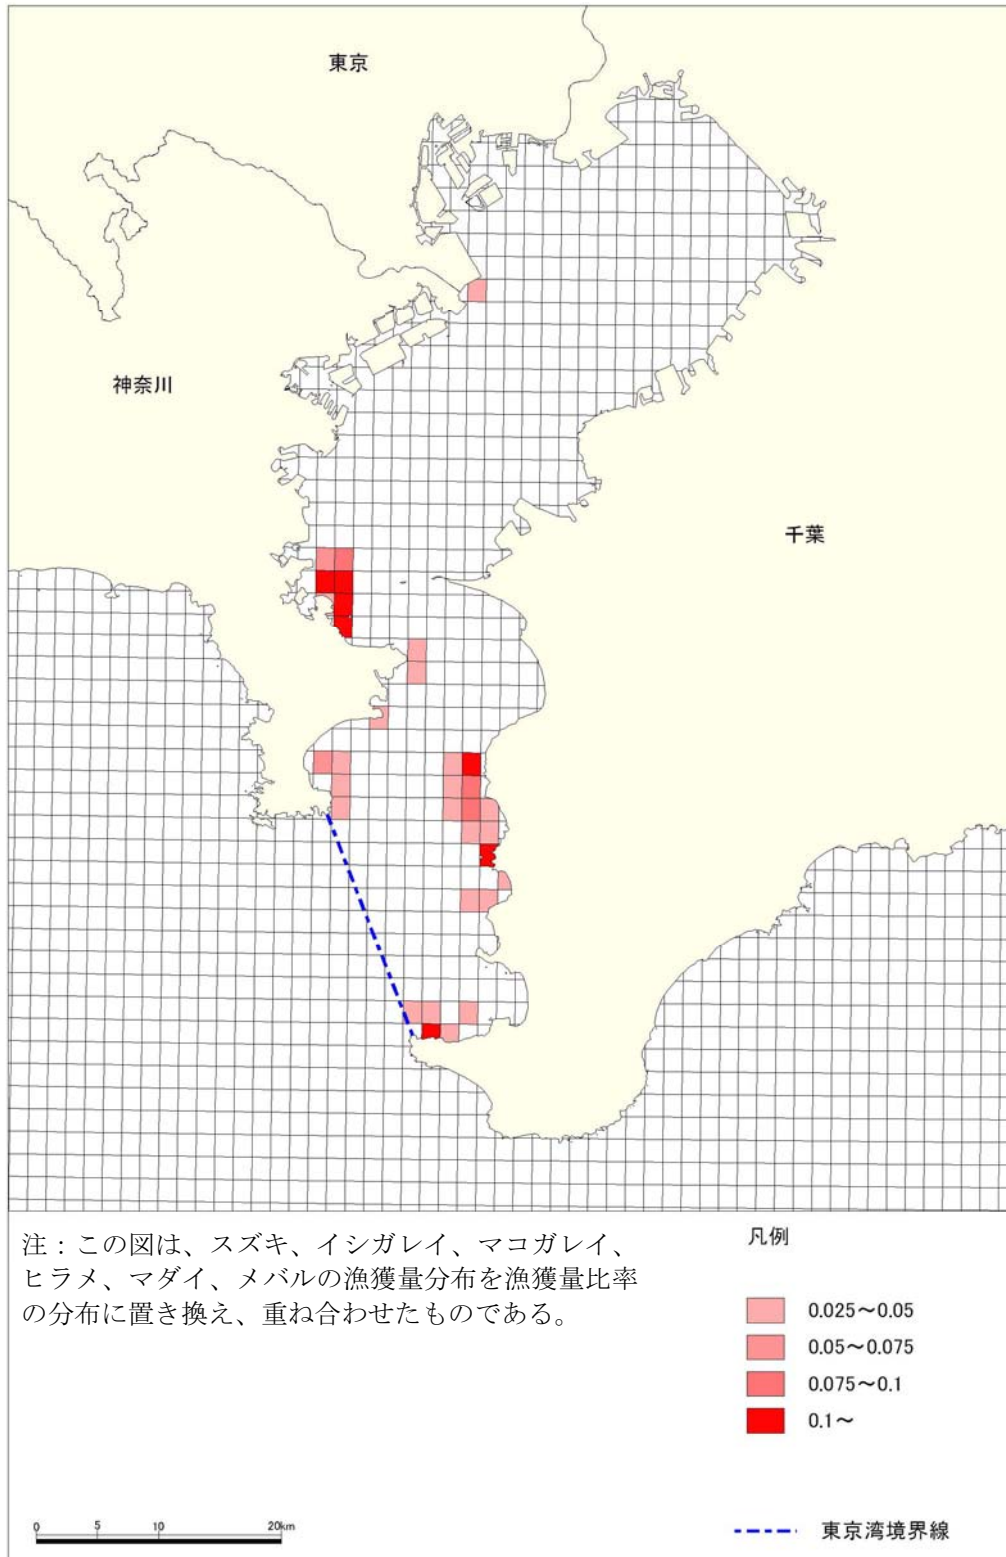 東京
神奈川
千葉
注：この図は、スズキ、イシガレイ、マコガレイ、
ヒラメ、マダイ、メバルの漁獲量分布を漁獲量比率
の分布に置き換え、重ね合わせたものである。
凡例
0.025～0.05
0.05～0.075
0.075～0.1
0.1～
0 5 10 20km
東京湾境界線